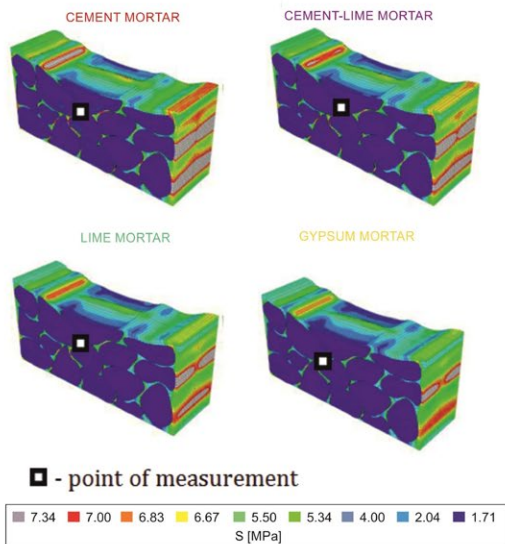 CEMENT MORTAR
CEMENT-LIME MORTAR
LIME MORTAR
GYPSUM MORTAR
- point of measurement
7.34 7.00 6.83 6.67 5.50 5.34 4.00 2.04 1.71
S [MPa]